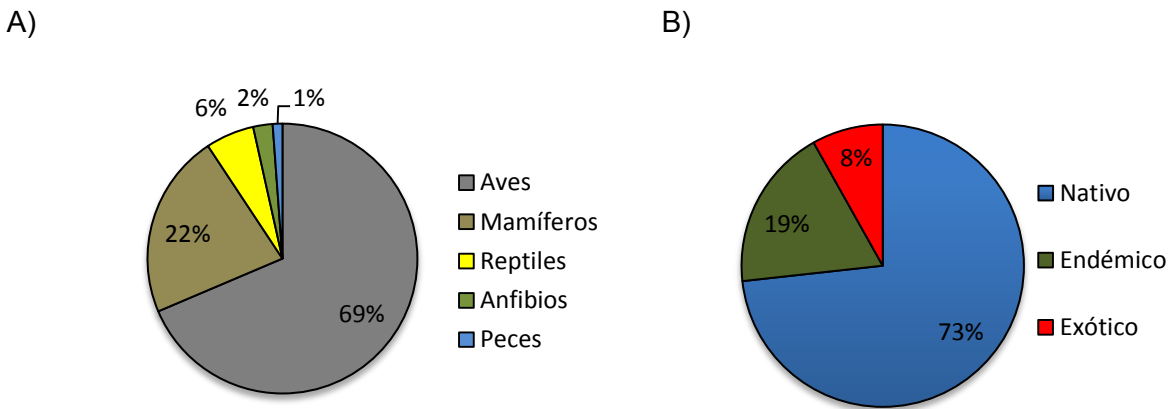 A)
B)
6%
2%
1%
22%
69%
Aves
Mamíferos
Reptiles
Anfibios
Peces
8%
19%
73%
Nativo
Endémico
Exótico